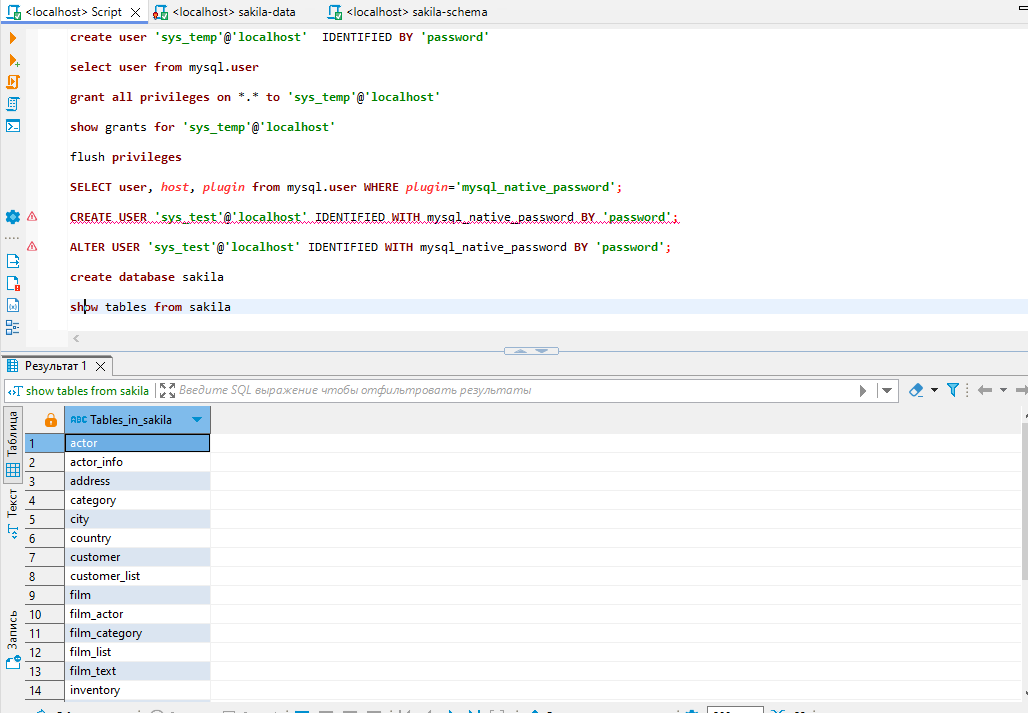 <localhost> Script
<localhost> sakila-data
<localhost> sakila-schema
create user 'sys_temp'@'localhost'  IDENTIFIED BY 'password'
select user from mysql.user
grant all privileges on *.* to 'sys_temp'@'localhost'
show grants for 'sys_temp'@'localhost'
flush privileges
SELECT user, host, plugin from mysql.user WHERE plugin='mysql_native_password';
CREATE USER 'sys_test'@'localhost' IDENTIFIED WITH mysql_native_password BY 'password';
ALTER USER 'sys_test'@'localhost' IDENTIFIED WITH mysql_native_password BY 'password';
create database sakila
show tables from sakila
Результат 1
show tables from sakila
Введите SQL выражение чтобы отфильтровать результаты
Таблица
Текст
Запись
ABC Tables_in_sakila
1 actor
2 actor_info
3 address
4 category
5 city
6 country
7 customer
8 customer_list
9 film
10 film_actor
11 film_category
12 film_list
13 film_text
14 inventory